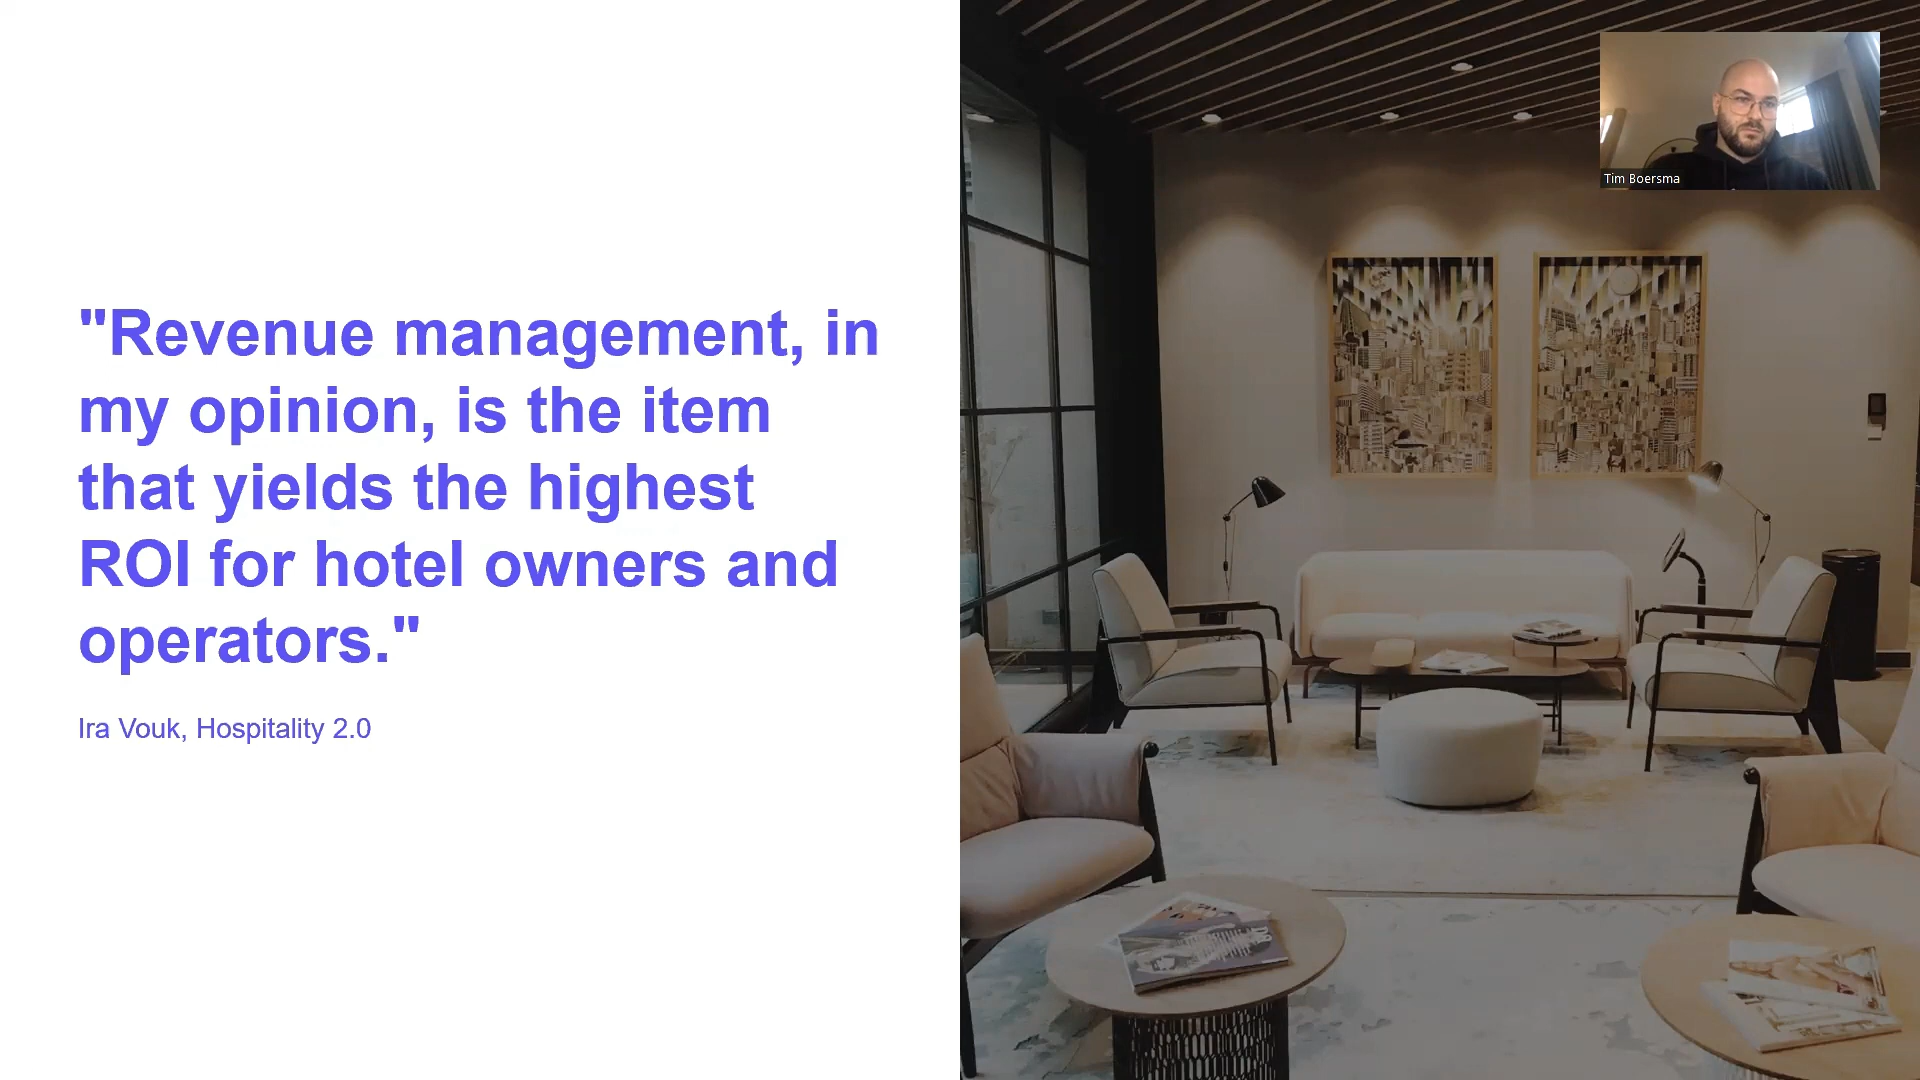 "Revenue management, in
my opinion, is the item
that yields the highest
ROI for hotel owners and
operators."
Ira Vouk, Hospitality 2.0
Tim Boersma